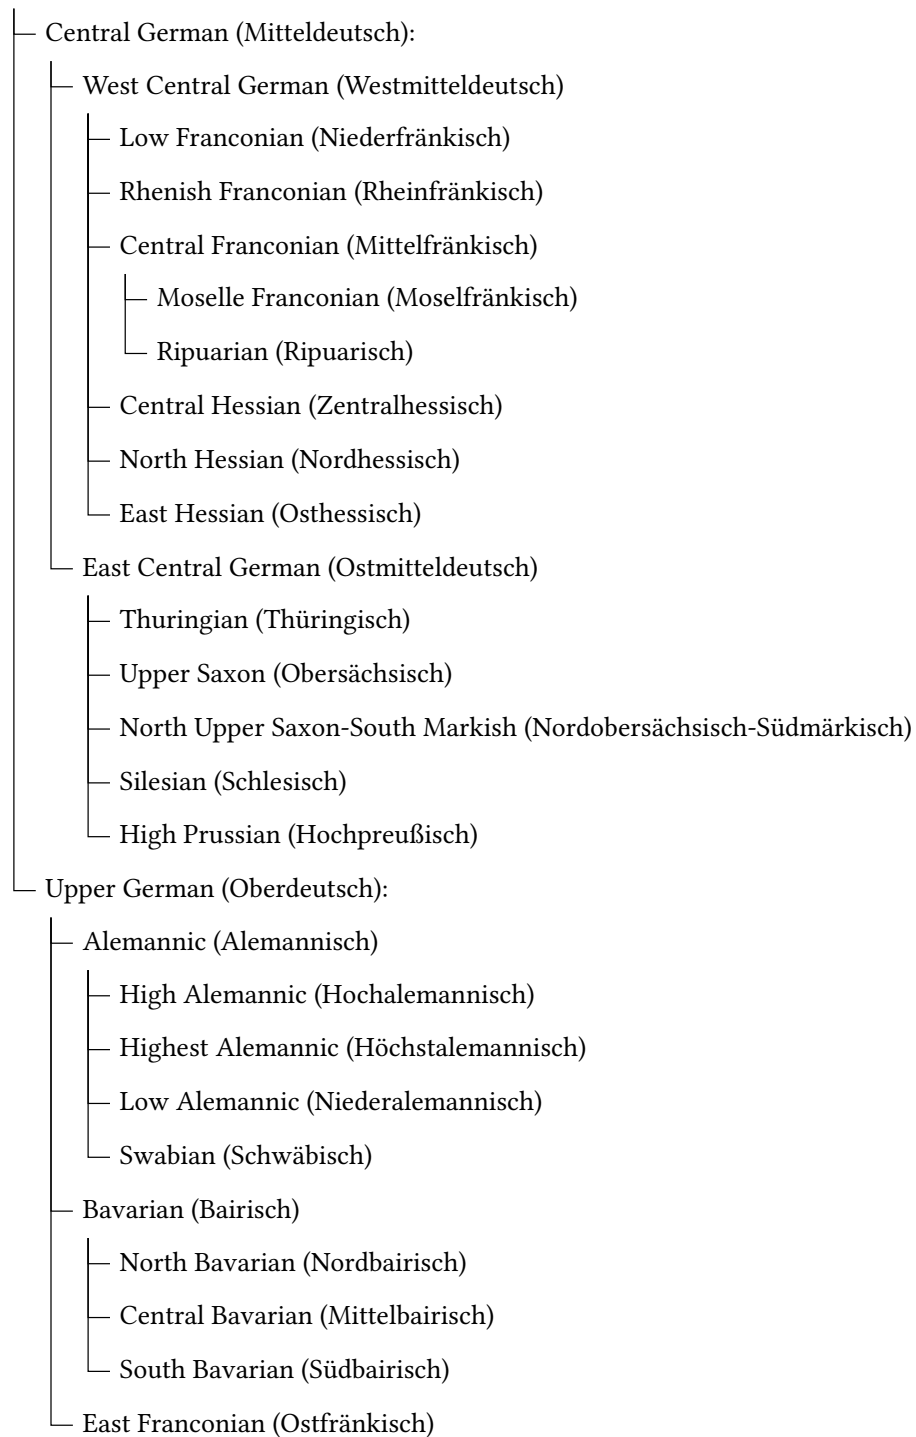 Central German (Mitteldeutsch):
West Central German (Westmitteldeutsch)
Low Franconian (Niederfränkisch)
Rhenish Franconian (Rheinfränkisch)
Central Franconian (Mittelfränkisch)
Moselle Franconian (Moselfränkisch)
Ripuarian (Ripuarisch)
Central Hessian (Zentralhessisch)
North Hessian (Nordhessisch)
East Hessian (Osthessisch)
East Central German (Ostmitteldeutsch)
Thuringian (Thüringisch)
Upper Saxon (Obersächsisch)
North Upper Saxon-South Markish (Nordobersächsisch-Südmärkisch)
Silesian (Schlesisch)
High Prussian (Hochpreußisch)
Upper German (Oberdeutsch):
Alemannic (Alemannisch)
High Alemannic (Hochalemannisch)
Highest Alemannic (Höchstalemannisch)
Low Alemannic (Niederalemannisch)
Swabian (Schwäbisch)
Bavarian (Bairisch)
North Bavarian (Nordbairisch)
Central Bavarian (Mittelbairisch)
South Bavarian (Südbairisch)
East Franconian (Ostfränkisch)